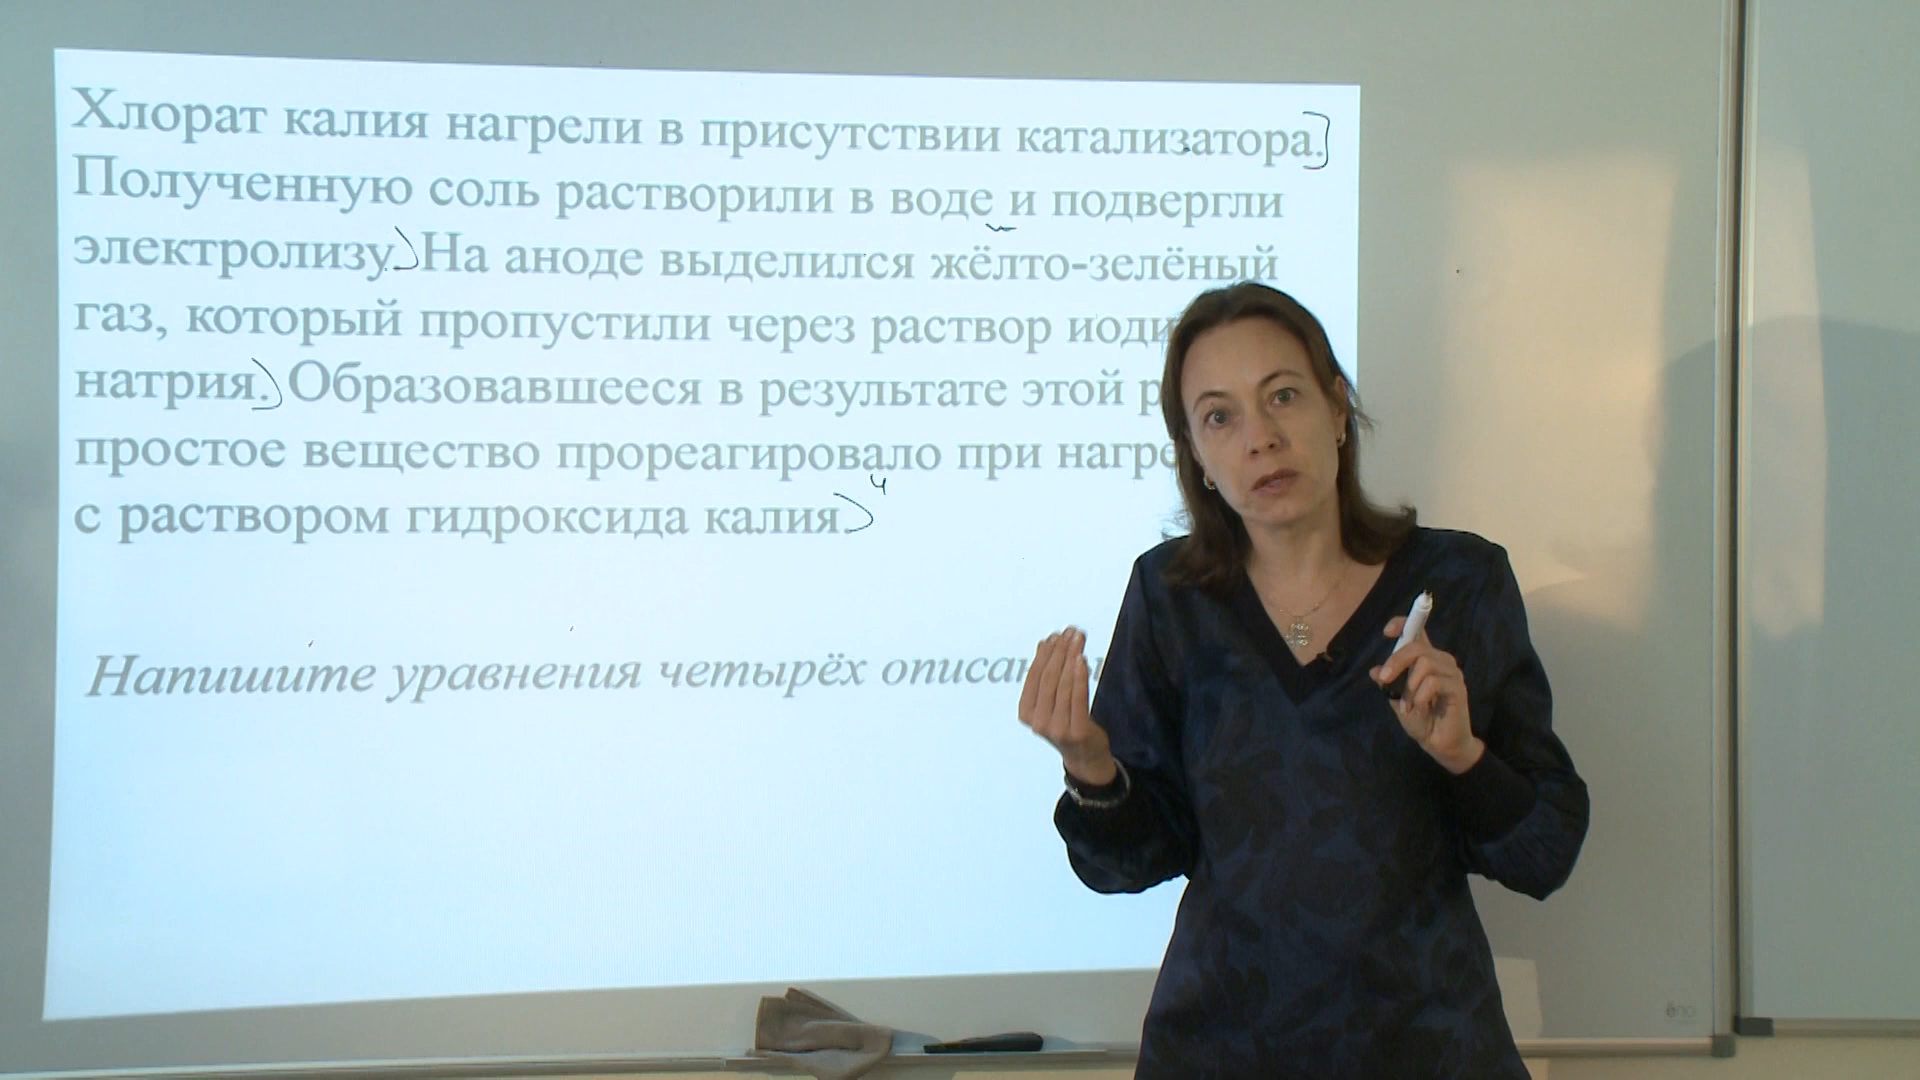 Хлорат калия нагрели в присутствии катализатора.
Полученную соль растворили в воде и подвергли
электролизу. На аноде выделился жёлто-зелёный
газ, который пропустили через раствор
натрия. Образовавшееся в результате этой
простое вещество прореагировало при
с раствором гидроксида калия. 4
Напишите уравнения четырёх